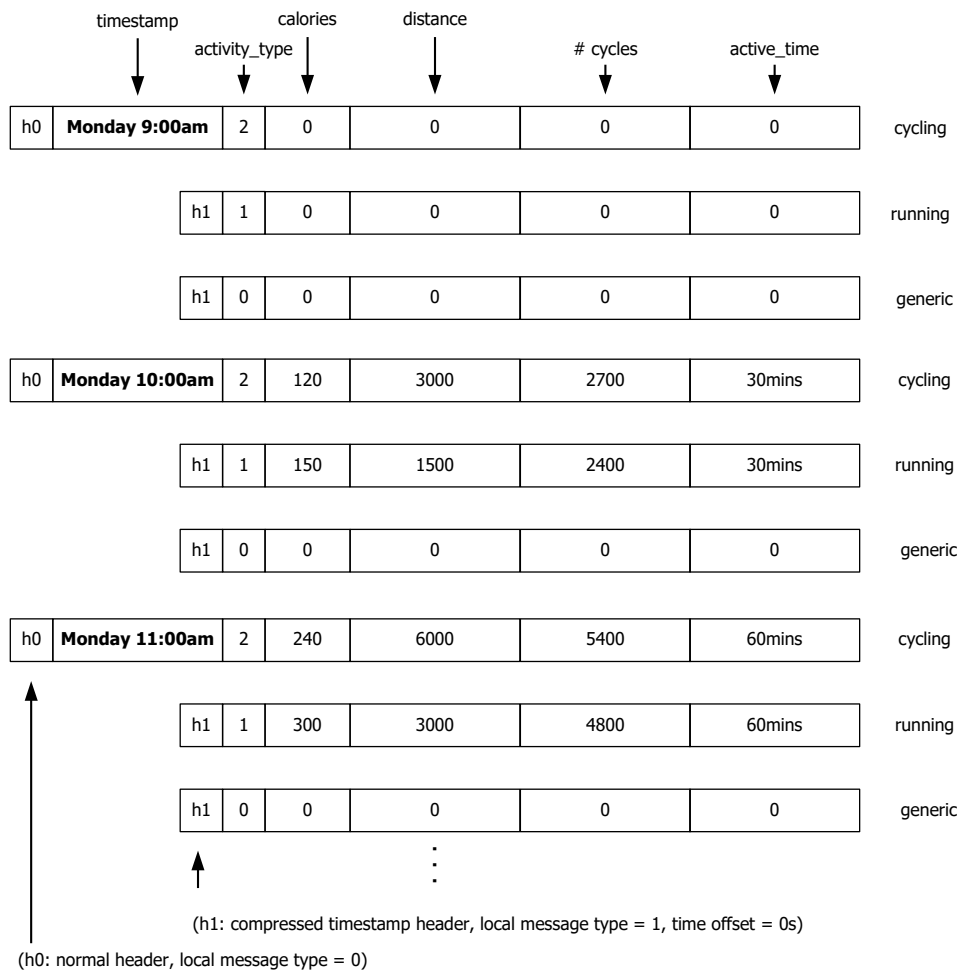 timestamp calories distance
activity_type # cycles active_time
h0 Monday 9:00am 2 0 0 0 0 cycling
h1 1 0 0 0 0 running
h1 0 0 0 0 0 generic
h0 Monday 10:00am 2 120 3000 2700 30mins cycling
h1 1 150 1500 2400 30mins running
h1 0 0 0 0 0 generic
h0 Monday 11:00am 2 240 6000 5400 60mins cycling
h1 1 300 3000 4800 60mins running
h1 0 0 0 0 0 generic
(h1: compressed timestamp header, local message type = 1, time offset = 0s)
(h0: normal header, local message type = 0)